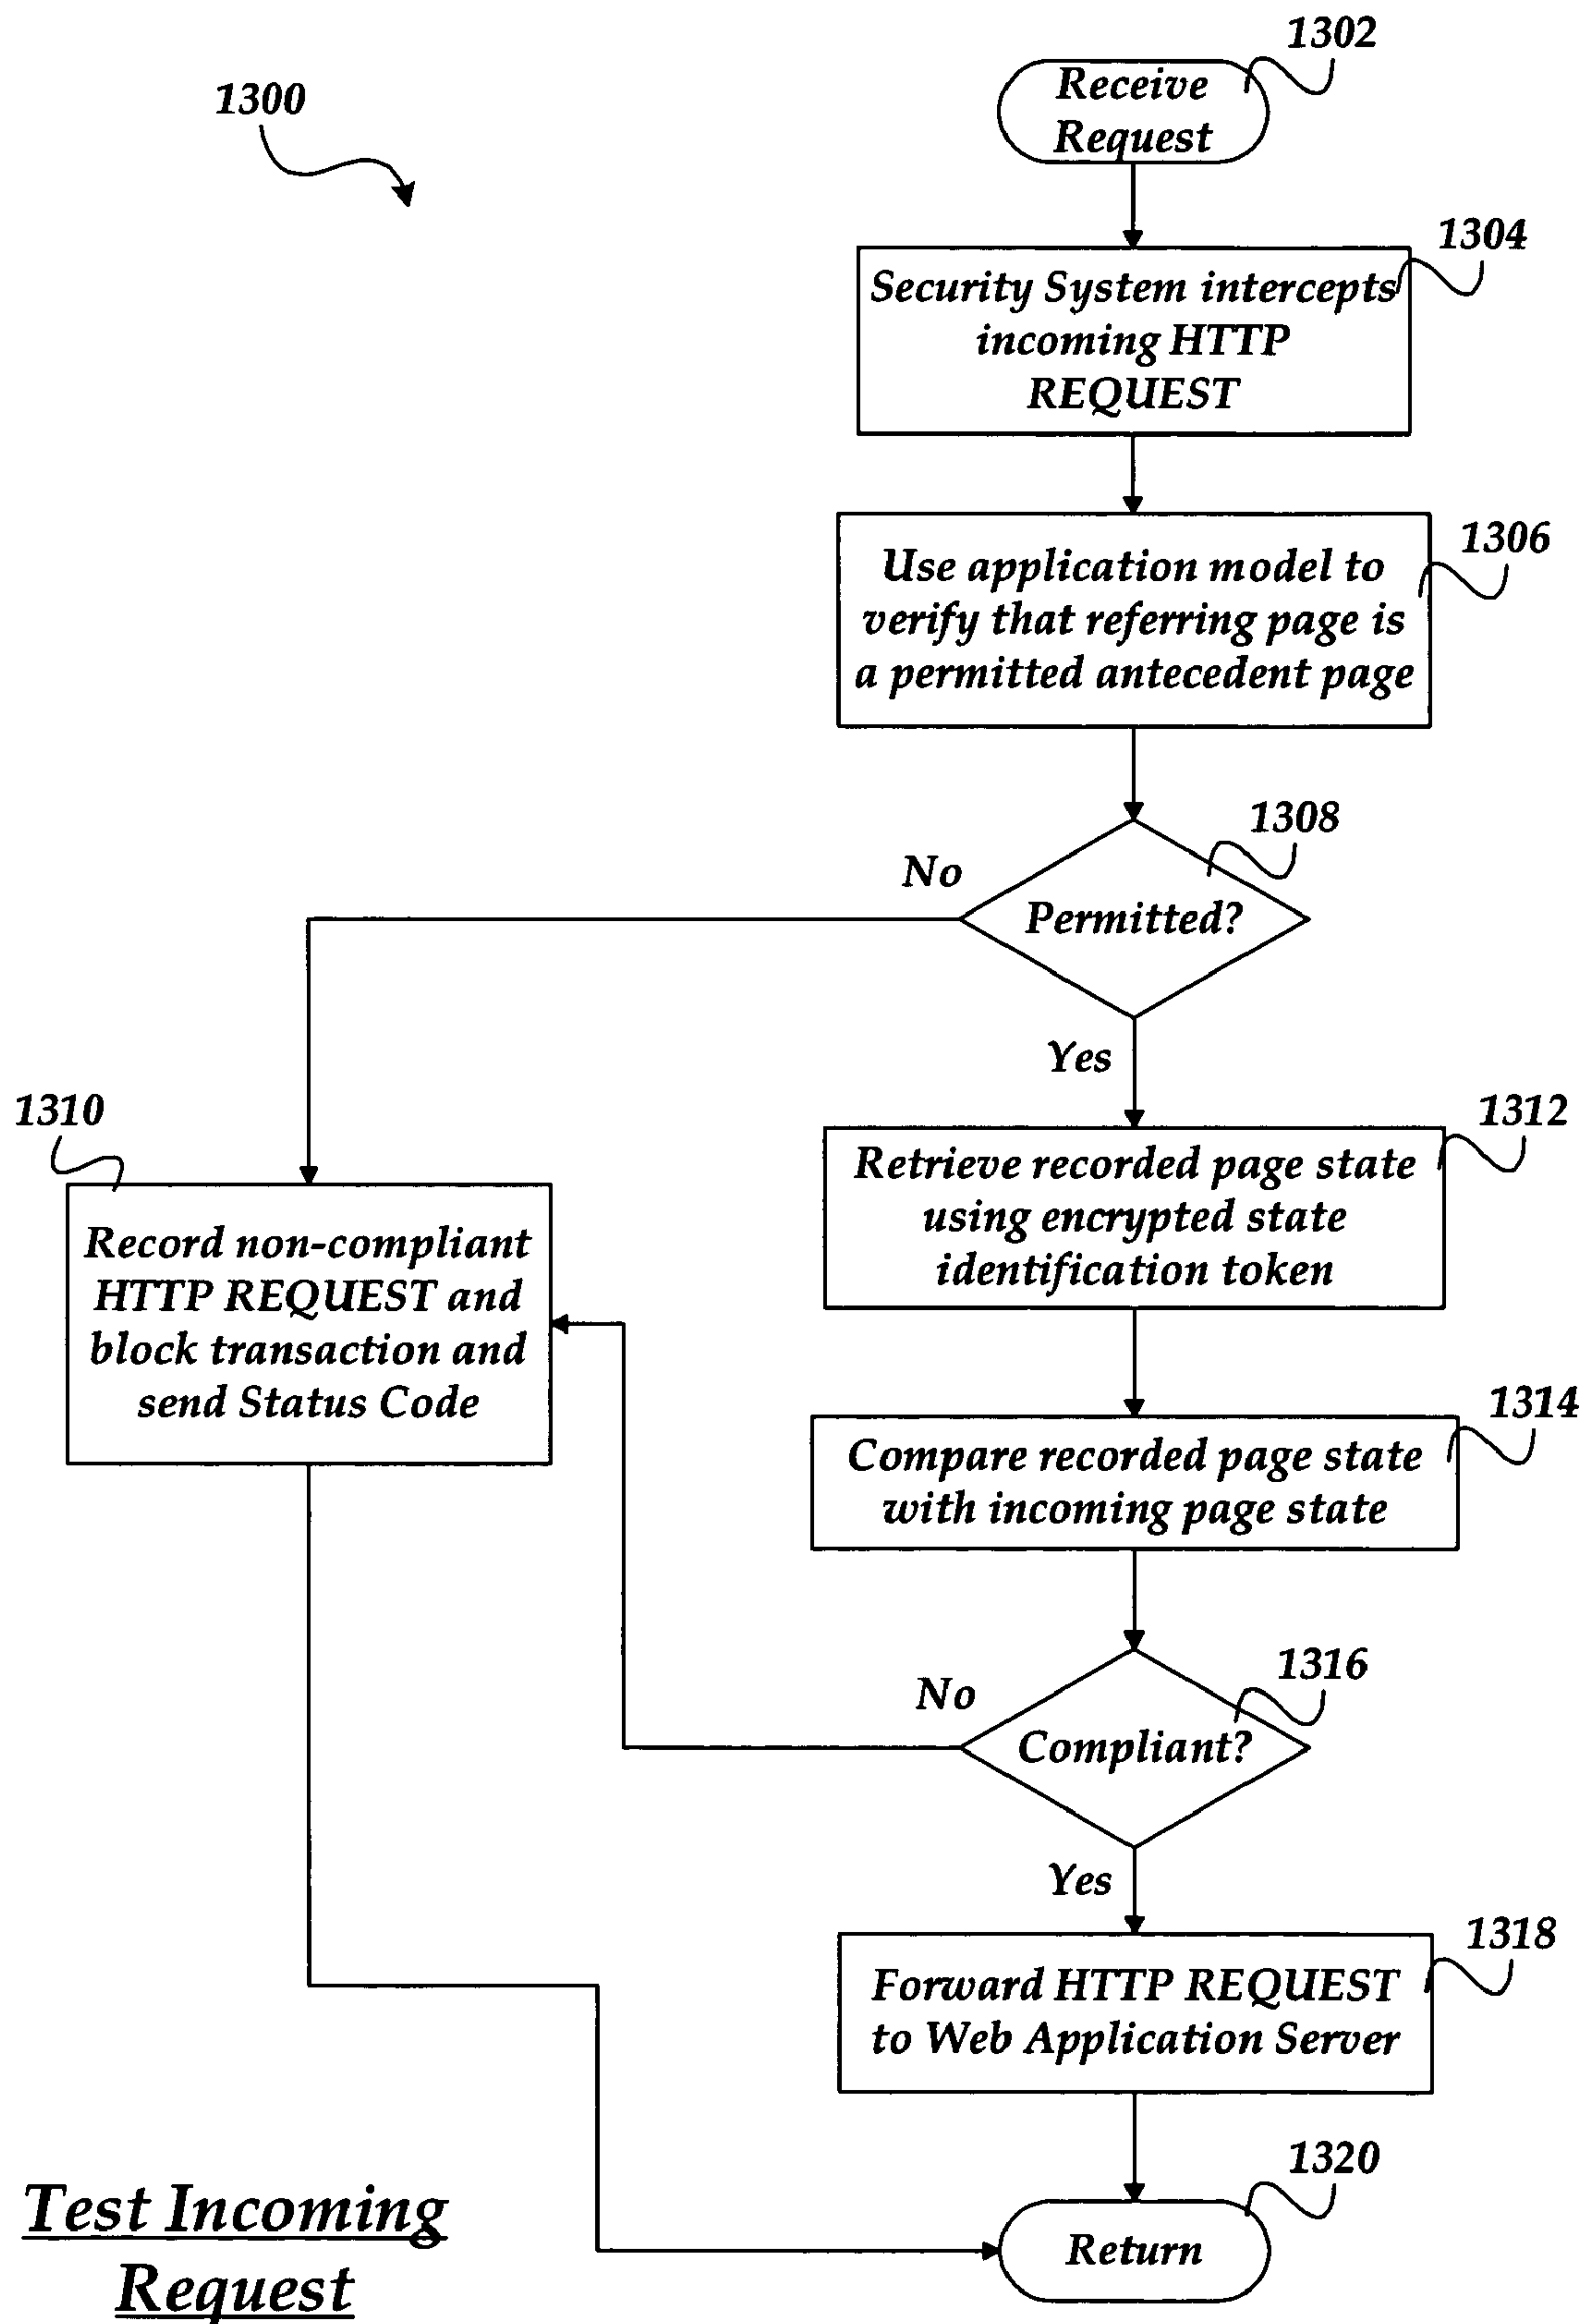 1300
1302
Receive
Request
1304
Security System intercepts
incoming HTTP
REQUEST
1306
Use application model to
verify that referring page is
a permitted antecedent page
1308
No
Permitted?
Yes
1310
Record non-compliant
HTTP REQUEST and
block transaction and
send Status Code
1312
Retrieve recorded page state
using encrypted state
identification token
1314
Compare recorded page state
with incoming page state
1316
No
Compliant?
Yes
1318
Forward HTTP REQUEST
to Web Application Server
1320
Return
Test Incoming
Request